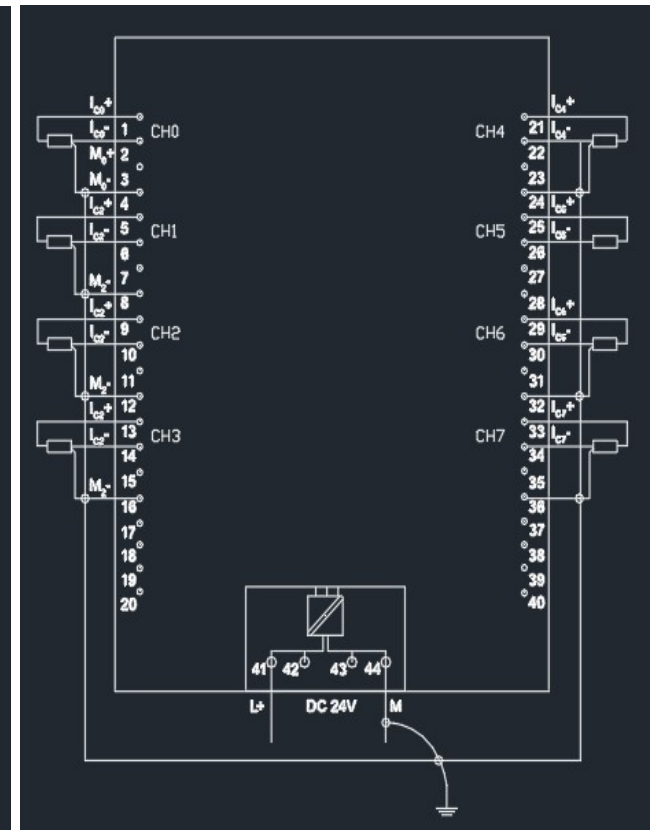 IC0+
IC0-
1
CH0
M0+
2
M0-
3
IC2+
4
IC2-
5
CH1
6
M2-
7
IC2+
8
IC2-
9
CH2
10
M2-
11
IC2+
12
IC2-
13
CH3
14
15
M2-
16
17
18
19
20
IC4+
CH4
21
IC4-
22
23
24
IC6+
CH5
25
IC6-
26
27
28
IC6+
CH6
29
30
31
32
IC7+
CH7
33
IC7-
34
35
36
37
38
39
40
41
42
43
44
L+
DC 24V
M